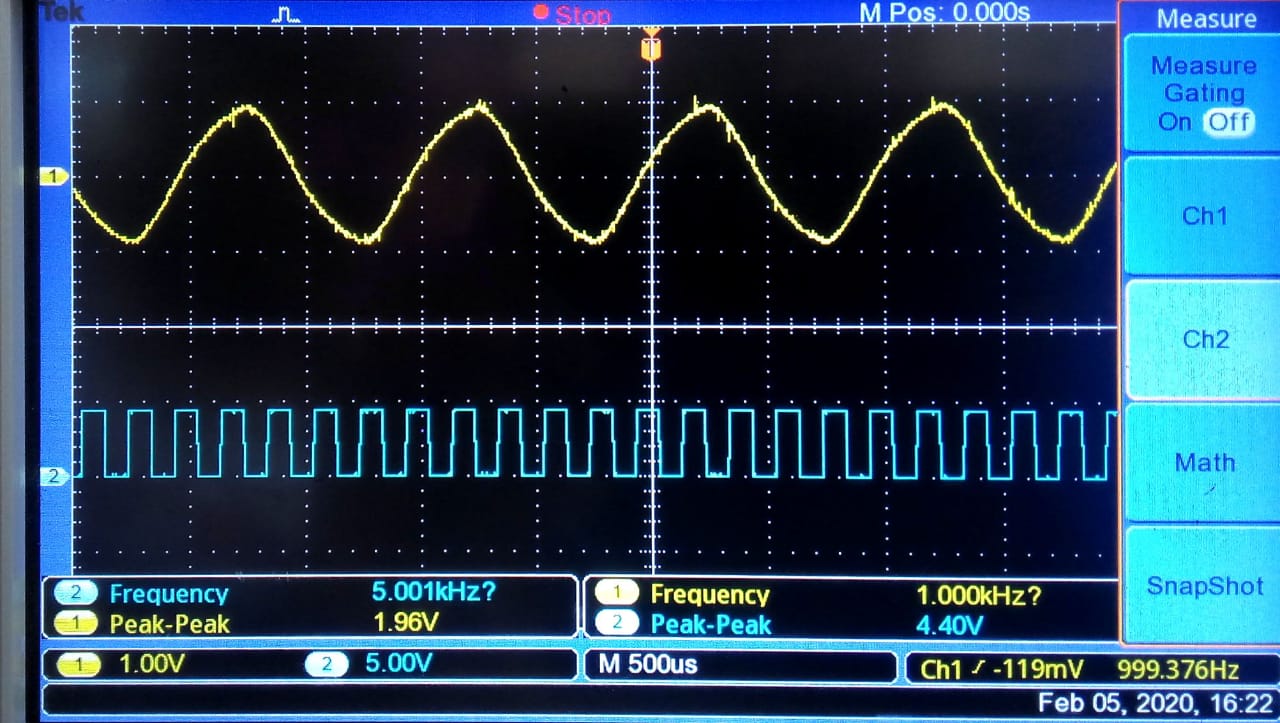 Tek Stop M Pos: 0.000s
Measure
Measure
Gating
On Off
1
Ch1
Ch2
2
Math
SnapShot
2 Frequency 5.001kHz? 1 Frequency 1.000kHz?
1 Peak-Peak 1.96V 2 Peak-Peak 4.40V
1 1.00V 2 5.00V M 500us Ch1 -119mV 999.376Hz
Feb 05, 2020, 16:22